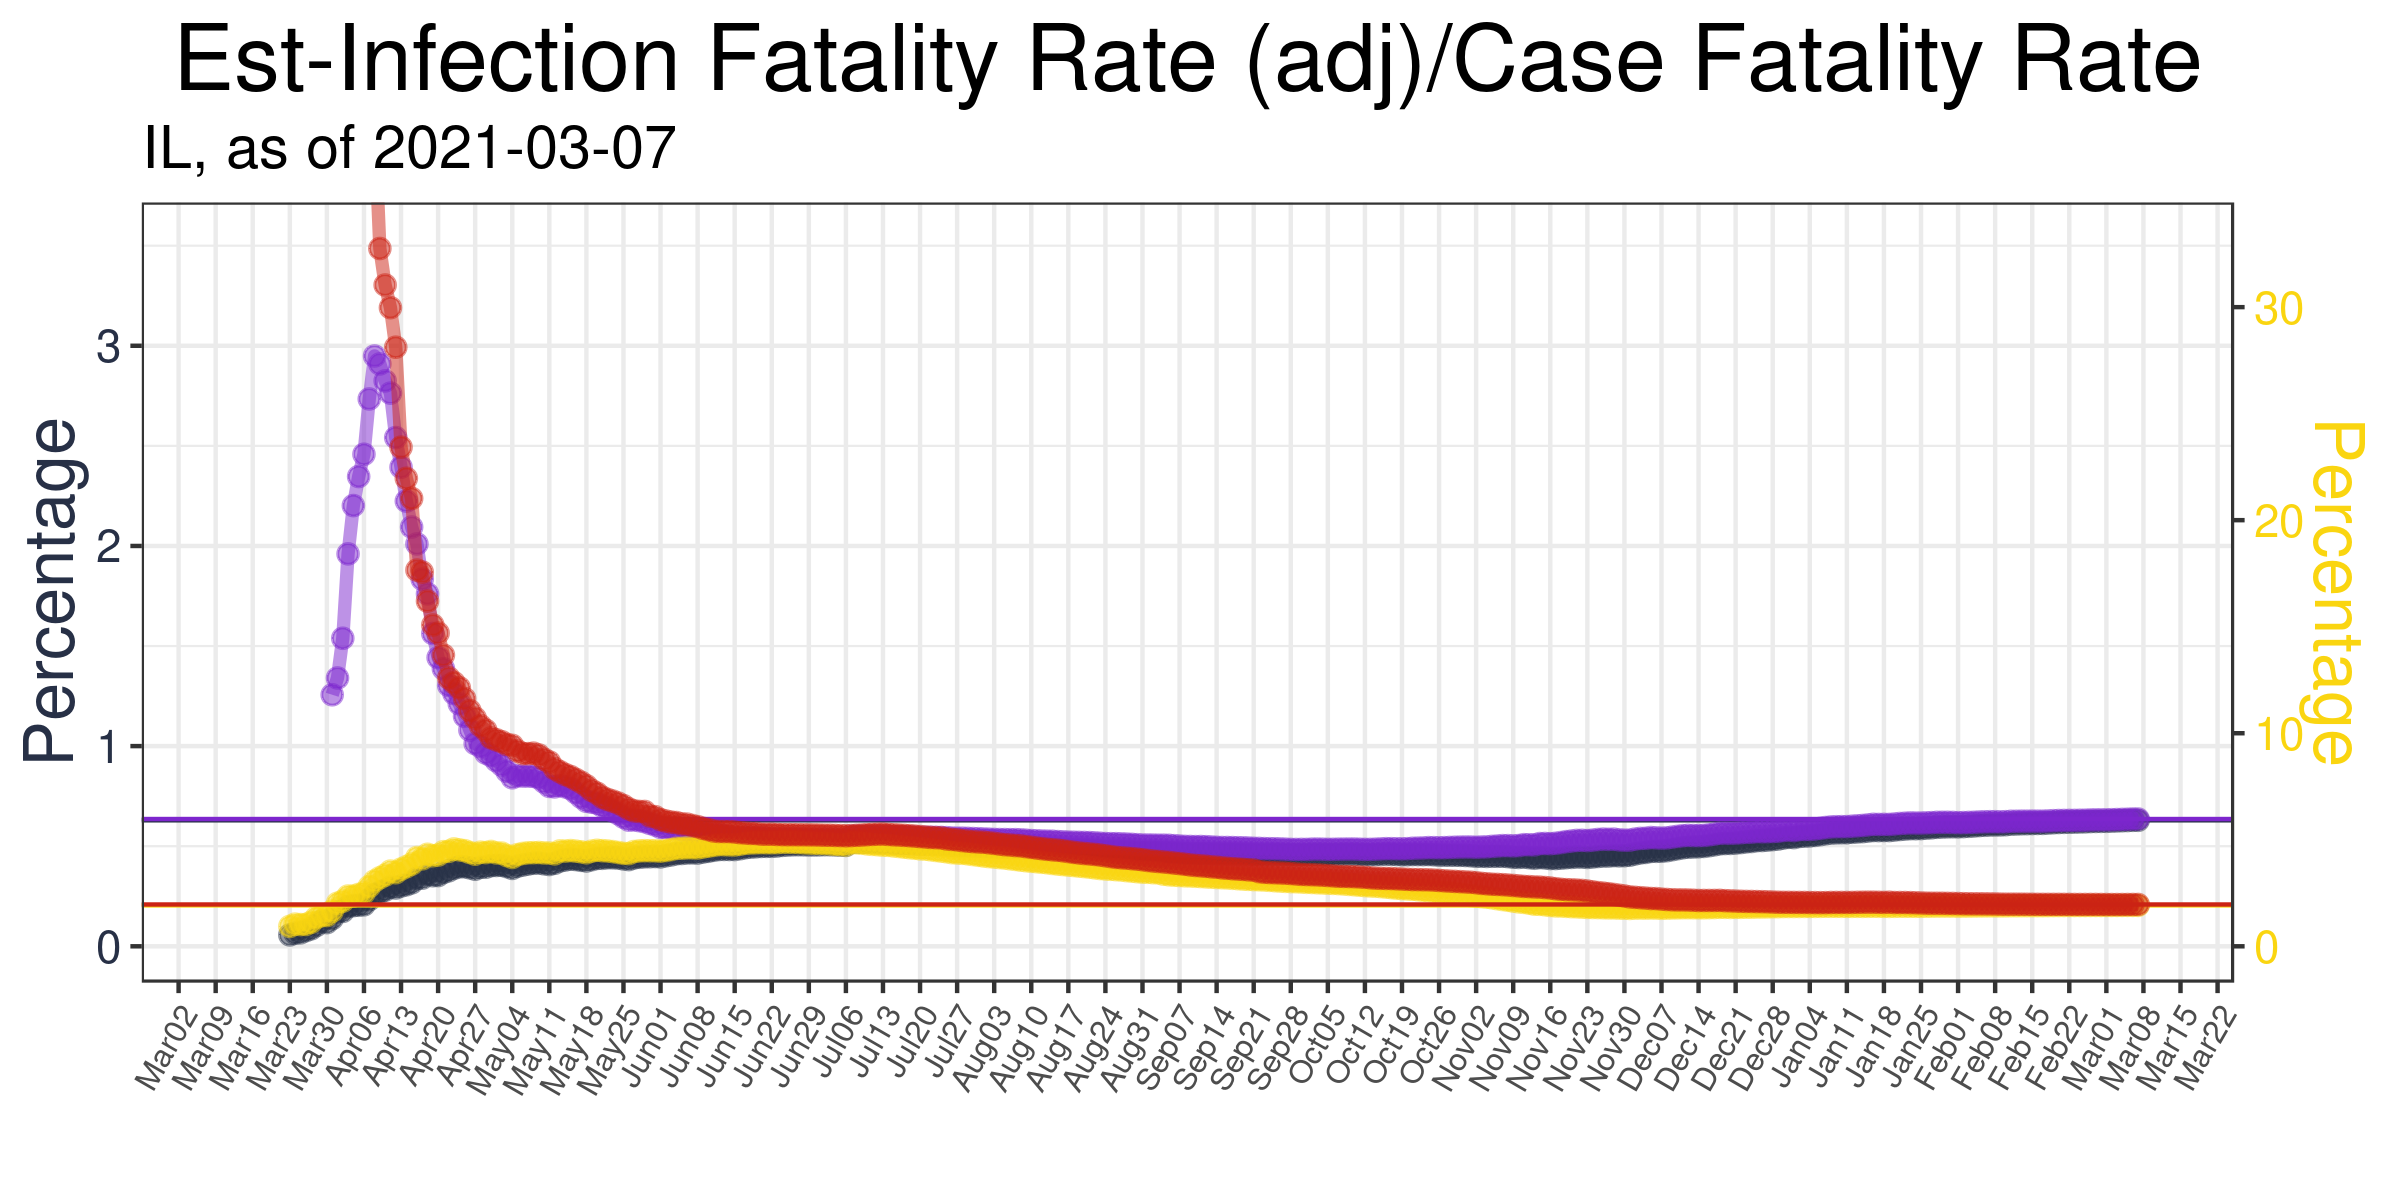 Est-Infection Fatality Rate (adj)/Case Fatality Rate
IL, as of 2021-03-07
Percentage
3
2
1
0
30
20
10
0
Percentage
Mar02
Mar09
Mar16
Mar23
Mar30
Apr06
Apr13
Apr20
Apr27
May04
May11
May18
May25
Jun01
Jun08
Jun15
Jun22
Jun29
Jul06
Jul13
Jul20
Jul27
Aug03
Aug10
Aug17
Aug24
Aug31
Sep07
Sep14
Sep21
Sep28
Oct05
Oct12
Oct19
Oct26
Nov02
Nov09
Nov16
Nov23
Nov30
Dec07
Dec14
Dec21
Dec28
Dec04
Jan11
Jan18
Jan25
Feb01
Feb08
Feb15
Feb22
Mar01
Mar08
Mar15
Mar22